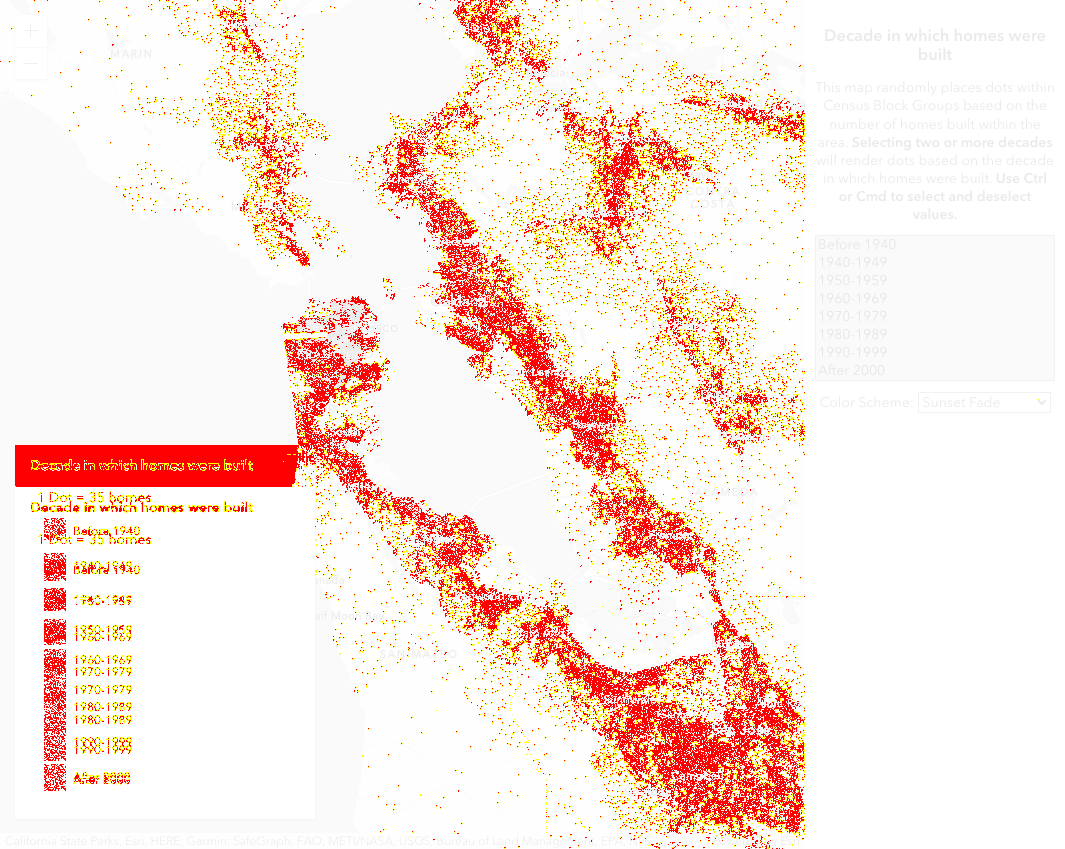 MARIN
Decade in which homes were
built
This map randomly places dots within
Census Block Groups based on the
number of homes built within the
area. Selecting two or more decades
will render dots based on the decade
in which homes were built. Use Ctrl
or Cmd to select and deselect
values.
Before 1940
1940-1949
1950-1959
1960-1969
1970-1979
1980-1989
1990-1999
After 2000
Color Scheme: Sunset Fade
COSTA
Decade in which homes were built
1 Dot = 35 homes
Decade in which homes were built
Before 1940
1 Dot = 35 homes
Before 1940
1960-1969
1970-1979
1970-1979
1980-1989
1980-1989
After 2000
SAN MATEO
California State Parks, Esri, HERE, Garmin, SafeGraph, FAO, METI/NASA, USGS, Bureau of Land Management, EPA